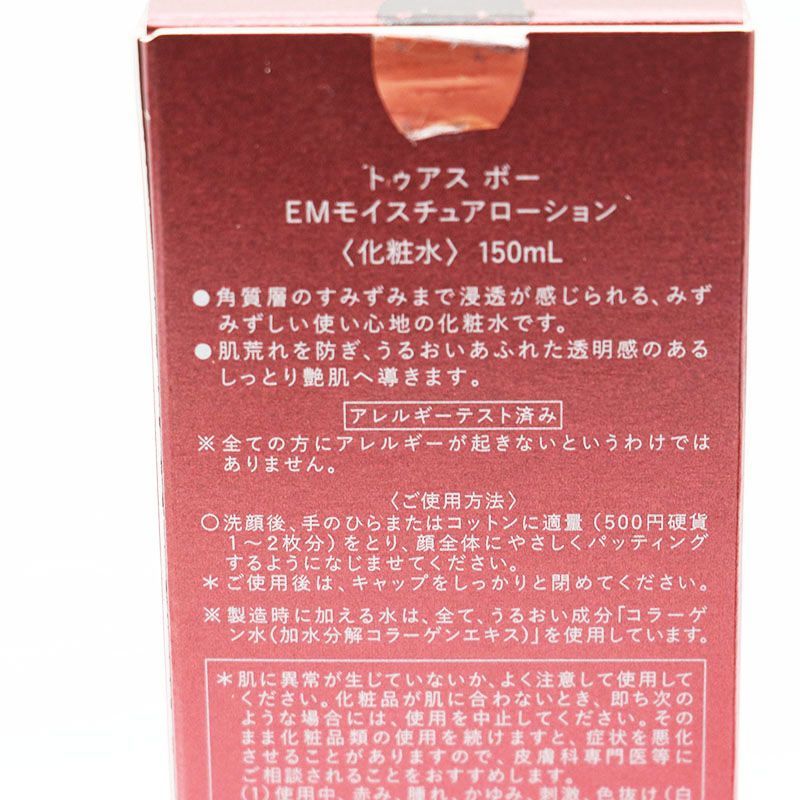 トゥアス ボー
EMモイスチュアローション
〈化粧水〉150mL
●角質層のすみずみまで浸透が感じられる、みず
みずしい使い心地の化粧水です。
●肌荒れを防ぎ、うるおいあふれた透明感のある
しっとり艶肌へ導きます。
アレルギーテスト済み
※全ての方にアレルギーが起きないというわけでは
ありません。
〈ご使用方法〉
○洗顔後、手のひらまたはコットンに適量(500円硬貨
1〜2枚分)をとり、顔全体にやさしくパッティング
するようになじませてください。
*ご使用後は、キャップをしっかりと閉めてください。
※製造時に加える水は、全て、うるおい成分「コラーゲ
ン水(加水分解コラーゲンエキス)」を使用しています。
*肌に異常が生じていないか、よく注意して使用して
ください。化粧品が肌に合わないとき、即ち次の
ような場合には、使用を中止してください。その
まま化粧品類の使用を続けますと、症状を悪化
させることがありますので、皮膚科専門医等に
ご相談されることをおすすめします。
(1)使用中、赤み、腫れ、かゆみ、刺激、色抜け(白